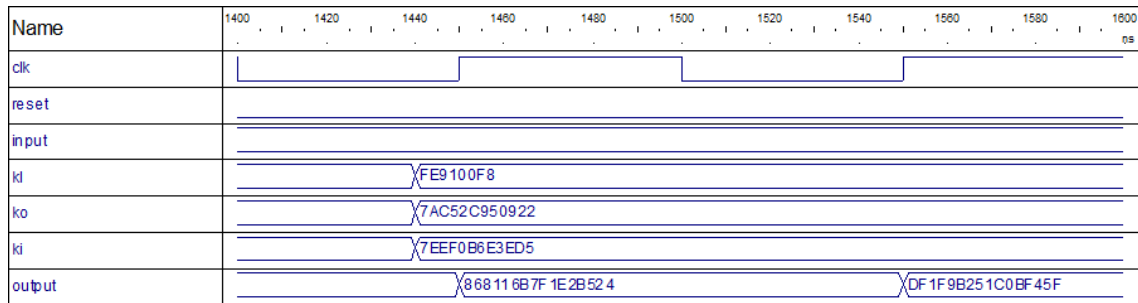 Name 1400 1420 1440 1460 1480 1500 1520 1540 1560 1580 1600
ns
clk
reset
input
kl FE9100F8
ko 7AC52C950922
ki 7EEF0B6E3ED5
output 868116B7F1E2B524 DF1F9B251C0BF45F